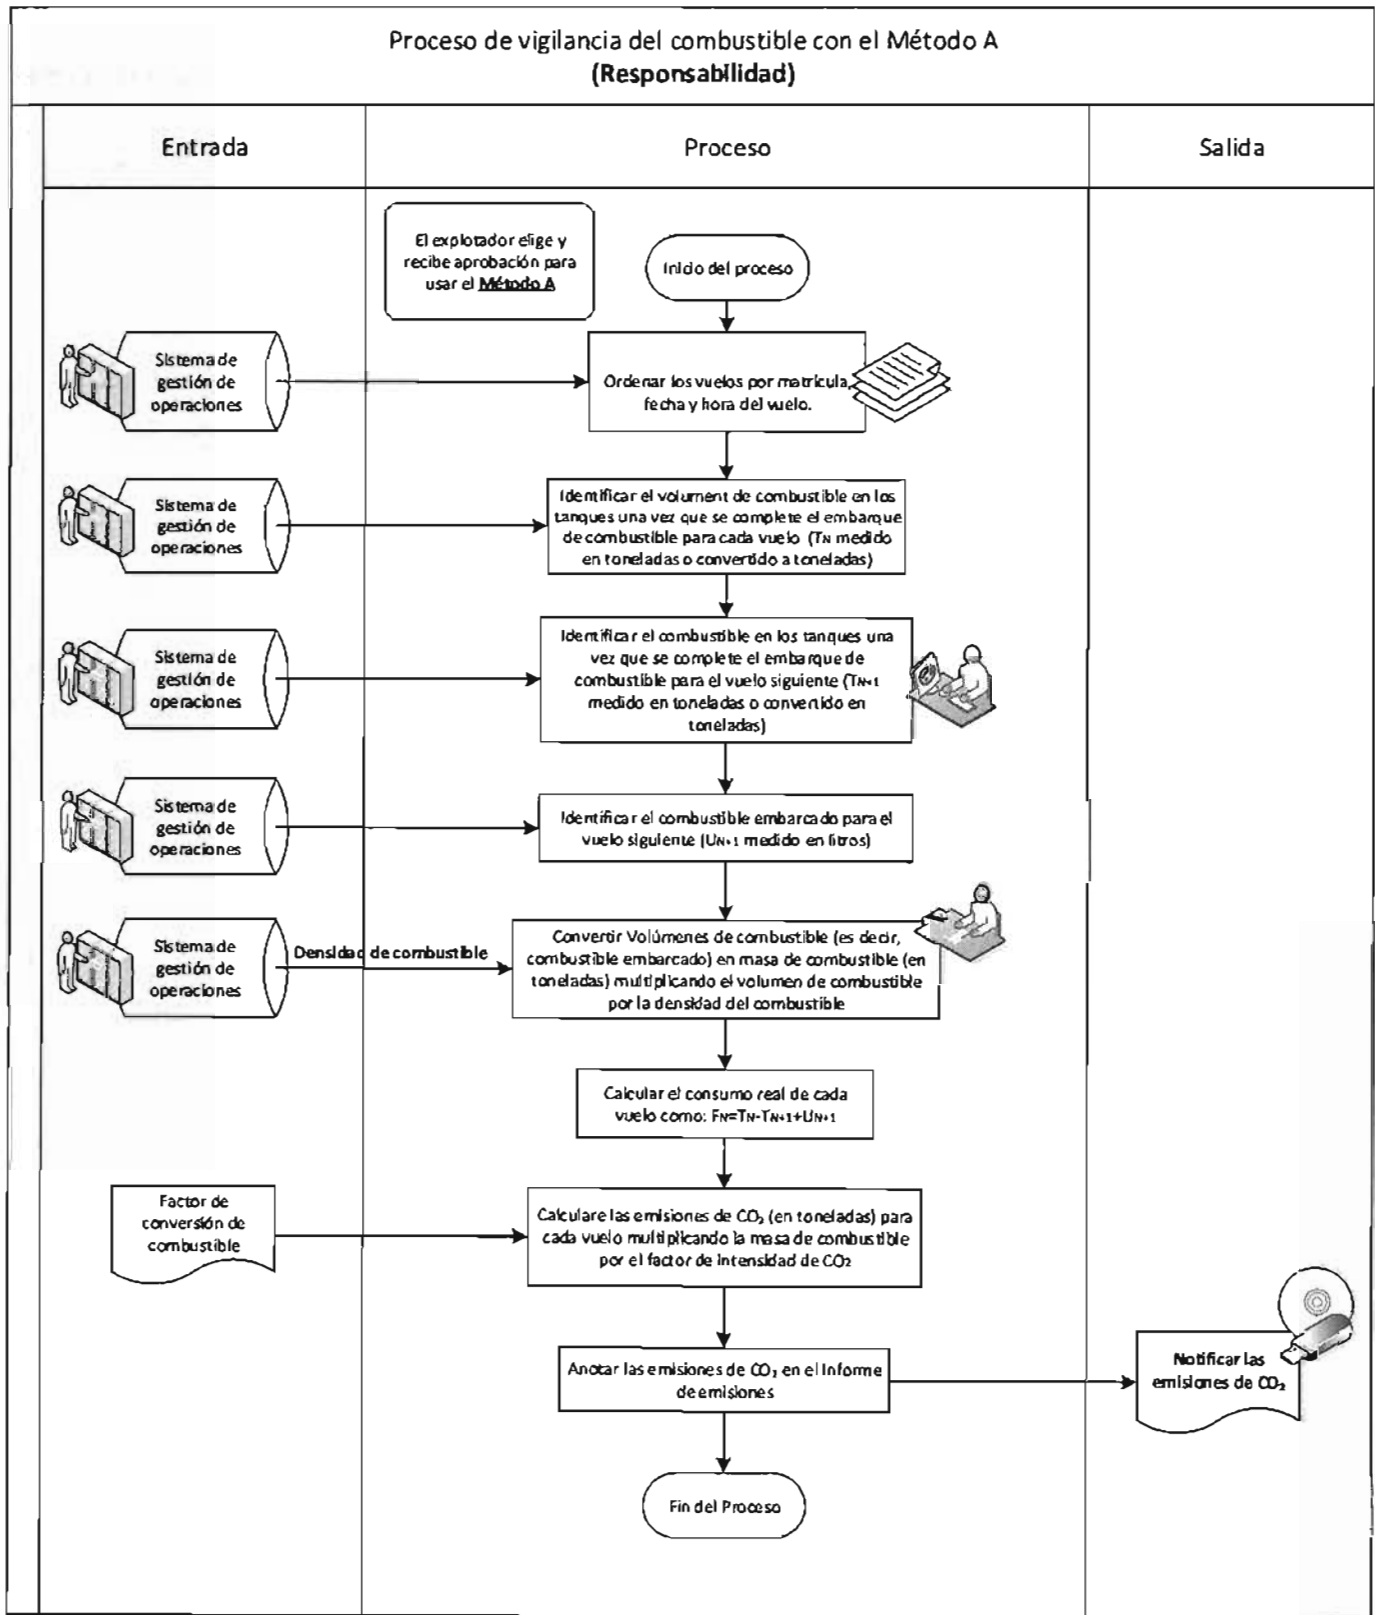 Proceso de vigilancia del combustible con el Método A
(Responsabilidad)
Entrada
Proceso
Salida
El explotador elige y
recibe aprobación para
usar el Método A
Inicio del proceso
Sistema de
gestión de
operaciones
Ordenar los vuelos por matrícula,
fecha y hora del vuelo.
Sistema de
gestión de
operaciones
Identificar el volument de combustible en los
tanques una vez que se complete el embarque
de combustible para cada vuelo (TN medido
en toneladas o convertido a toneladas)
Sistema de
gestión de
operaciones
Identificar el combustible en los tanques una
vez que se complete el embarque de
combustible para el vuelo siguiente (TN+1
medido en toneladas o convertido en
toneladas)
Sistema de
gestión de
operaciones
Identificar el combustible embarcado para el
vuelo siguiente (UN+1 medido en litros)
Sistema de
gestión de
operaciones
Densidad de combustible
Convertir Volúmenes de combustible (es decir,
combustible embarcado) en masa de combustible (en
toneladas) multiplicando el volumen de combustible
por la densidad del combustible
Calcular el consumo real de cada
vuelo como: FN=TN-TN+1+UN+1
Factor de
conversión de
combustible
Calculare las emisiones de CO₂ (en toneladas) para
cada vuelo multiplicando la masa de combustible
por el factor de intensidad de CO2
Anotar las emisiones de CO₂ en el Informe
de emisiones
Notificar las
emisiones de CO₂
Fin del Proceso